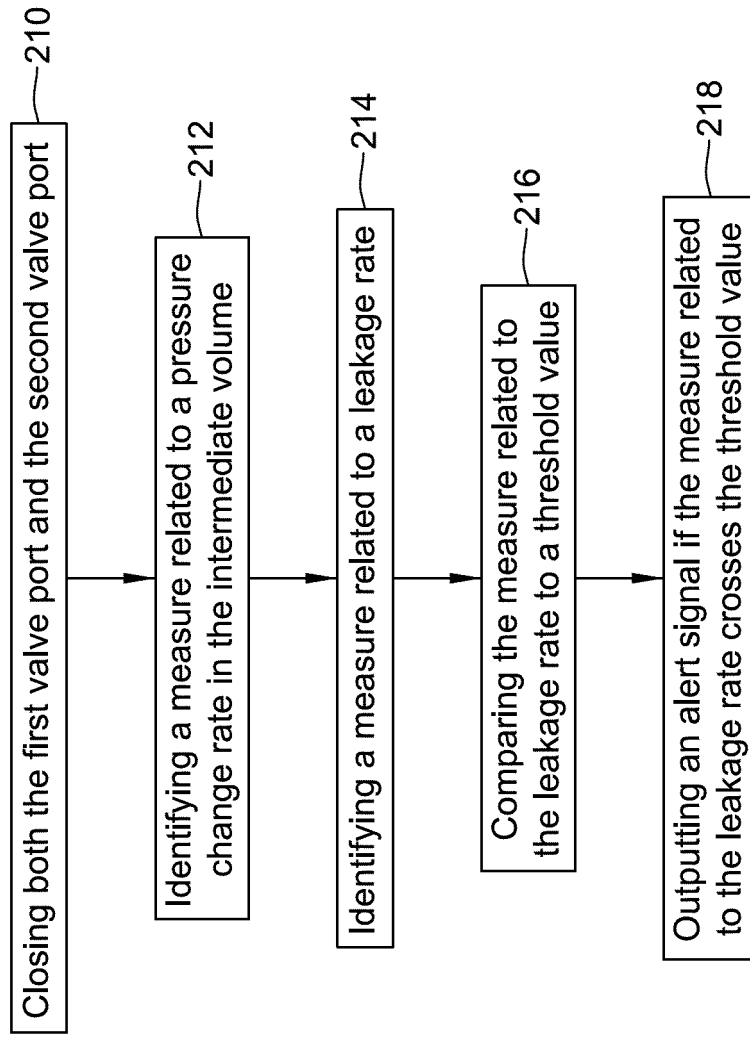 Closing both the first valve port and the second valve port
210
Identifying a measure related to a pressure
change rate in the intermediate volume
212
Identifying a measure related to a leakage rate
214
Comparing the measure related to
the leakage rate to a threshold value
216
Outputting an alert signal if the measure related
to the leakage rate crosses the threshold value
218